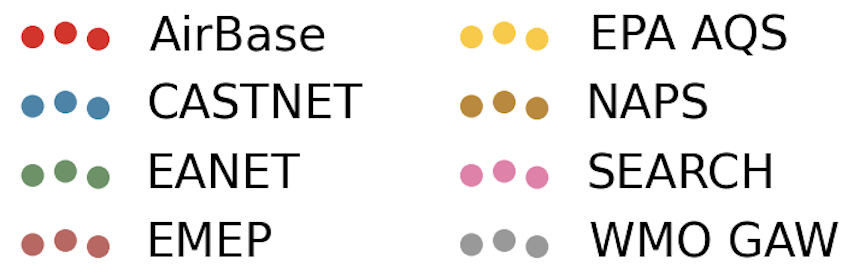 AirBase
CASTNET
EANET
EMEP
EPA AQS
NAPS
SEARCH
WMO GAW